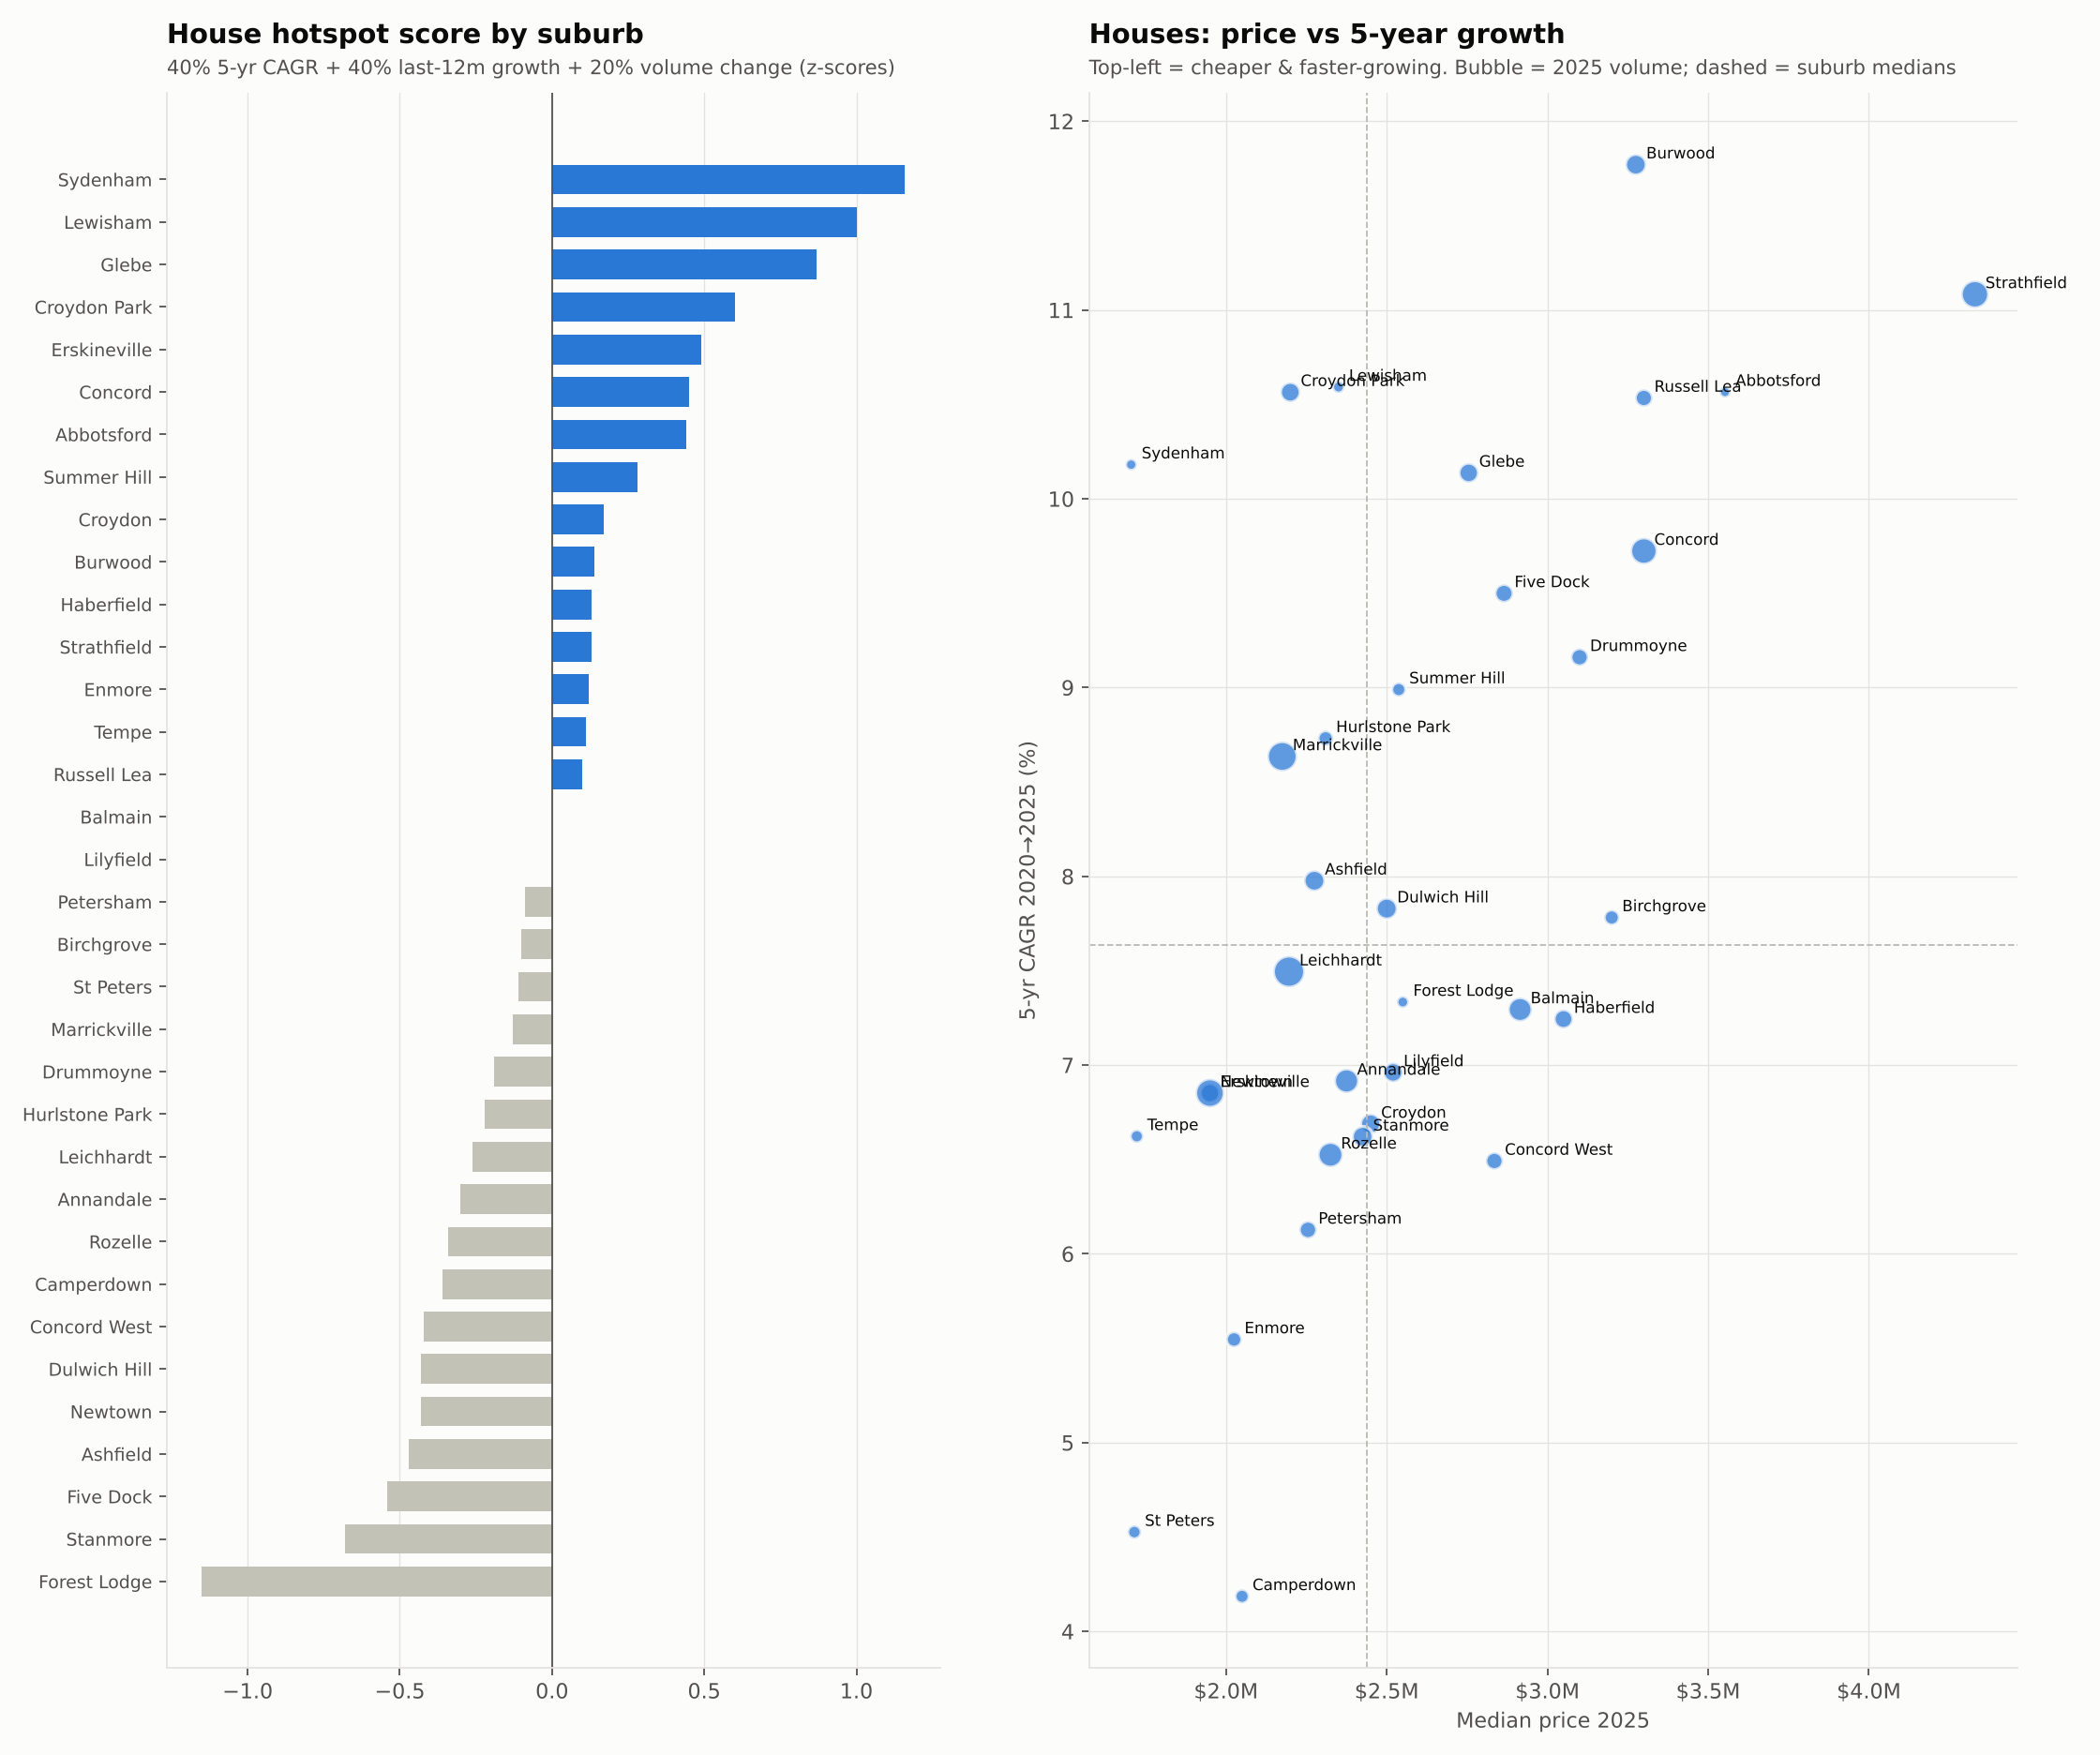 House hotspot score by suburb
40% 5-yr CAGR + 40% last-12m growth + 20% volume change (z-scores)
Sydenham
Lewisham
Glebe
Croydon Park
Erskineville
Concord
Abbotsford
Summer Hill
Croydon
Burwood
Haberfield
Strathfield
Enmore
Tempe
Russell Lea
Balmain
Lilyfield
Petersham
Birchgrove
St Peters
Marrickville
Drummoyne
Hurlstone Park
Leichhardt
Annandale
Rozelle
Camperdown
Concord West
Dulwich Hill
Newtown
Ashfield
Five Dock
Stanmore
Forest Lodge
−1.0
−0.5
0.0
0.5
1.0
Houses: price vs 5-year growth
Top-left = cheaper & faster-growing. Bubble = 2025 volume; dashed = suburb medians
5-yr CAGR 2020→2025 (%)
12
11
10
9
8
7
6
5
4
Burwood
Strathfield
Lewisham
Croydon Park
Russell Lea
Abbotsford
Sydenham
Glebe
Concord
Five Dock
Drummoyne
Summer Hill
Hurlstone Park
Marrickville
Ashfield
Dulwich Hill
Birchgrove
Leichhardt
Forest Lodge
Balmain
Haberfield
Lilyfield
Annandale
Erskineville
Newtown
Croydon
Tempe
Stanmore
Rozelle
Concord West
Petersham
Enmore
St Peters
Camperdown
$2.0M
$2.5M
$3.0M
$3.5M
$4.0M
Median price 2025